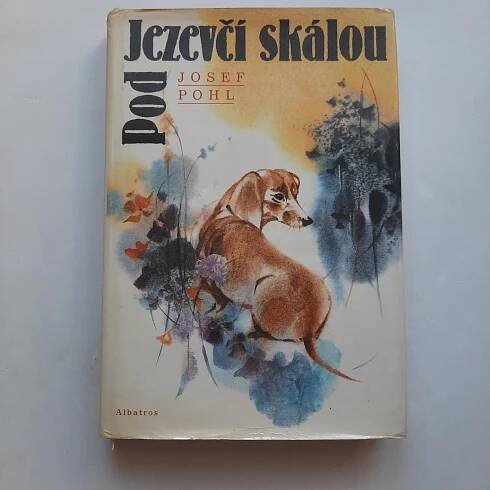 Pod
Jezevčí skálou
JOSEF
POHL
Albatros